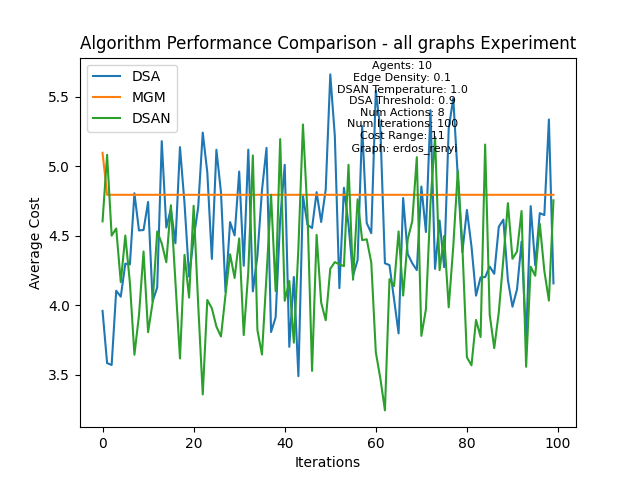 Algorithm Performance Comparison - all graphs Experiment
DSA
MGM
DSAN
Agents: 10
Edge Density: 0.1
DSAN Temperature: 1.0
DSA Threshold: 0.9
Num Actions: 8
Num Iterations: 100
Cost Range: 11
Graph: erdos_renyi
5.5
5.0
4.5
4.0
3.5
Average Cost
0
20
40
60
80
100
Iterations